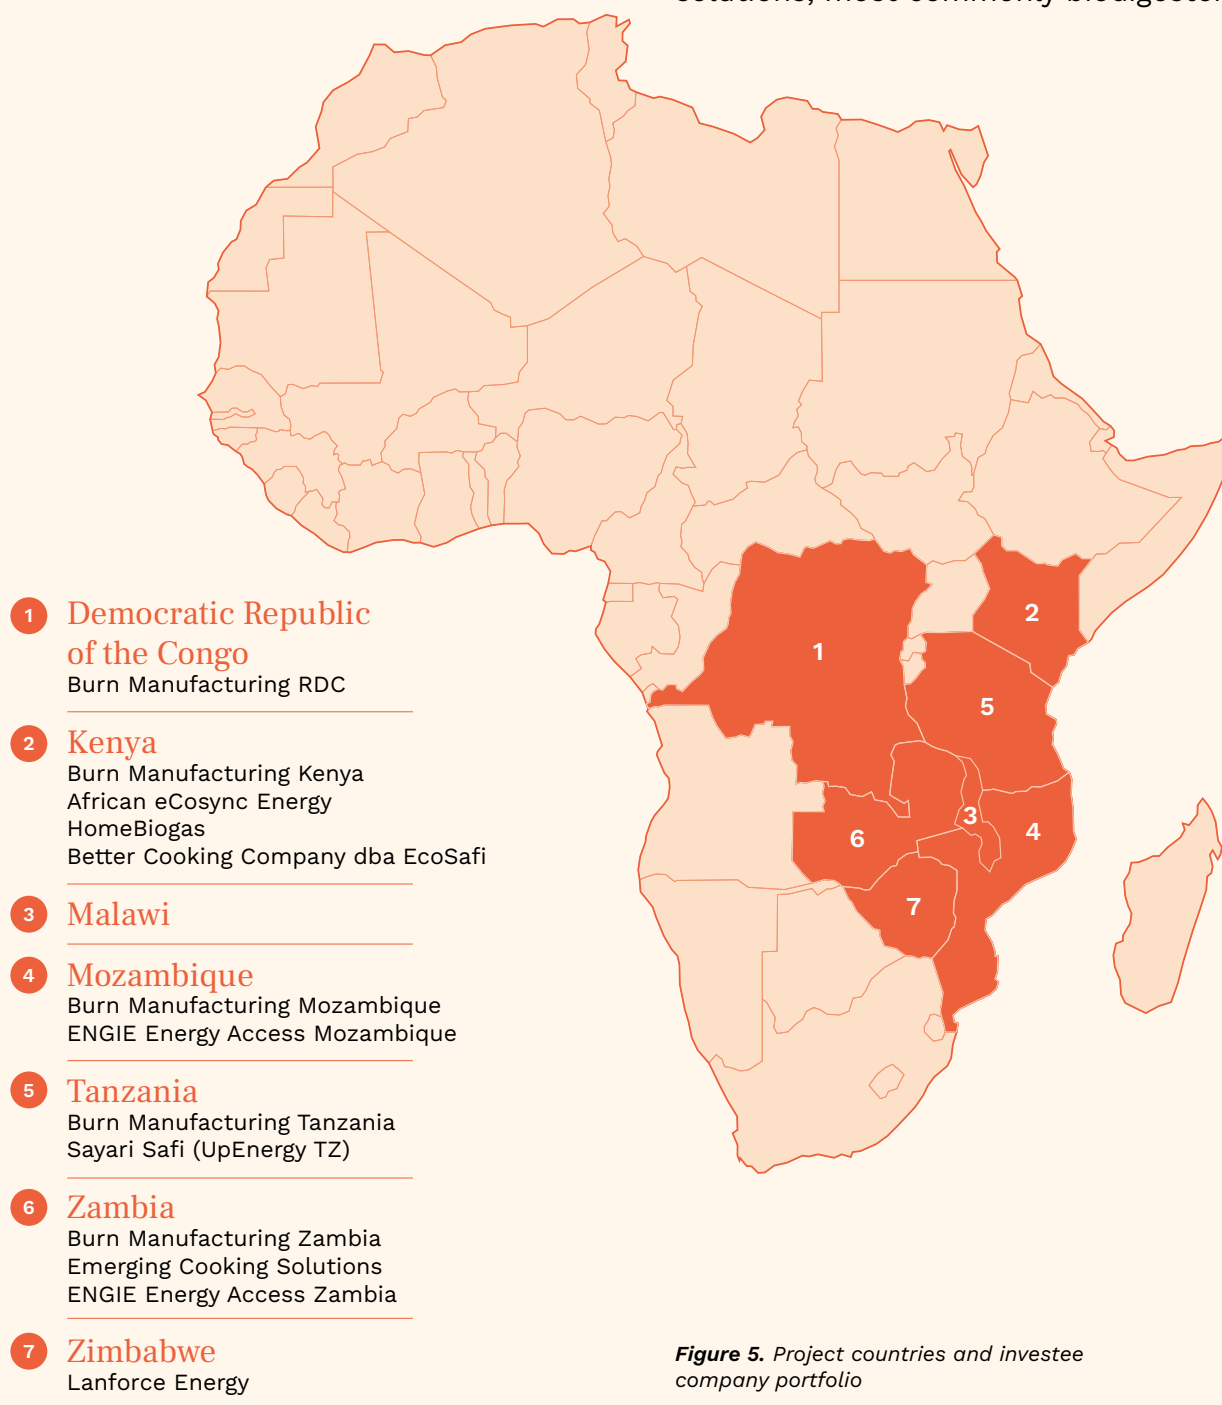 1
Democratic Republic
of the Congo
Burn Manufacturing RDC
2
Kenya
Burn Manufacturing Kenya
African eCosync Energy
HomeBiogas
Better Cooking Company dba EcoSafi
3
Malawi
4
Mozambique
Burn Manufacturing Mozambique
ENGIE Energy Access Mozambique
5
Tanzania
Burn Manufacturing Tanzania
Sayari Safi (UpEnergy TZ)
6
Zambia
Burn Manufacturing Zambia
Emerging Cooking Solutions
ENGIE Energy Access Zambia
7
Zimbabwe
Lanforce Energy
1
2
5
3
4
6
7
Figure 5. Project countries and investee
company portfolio